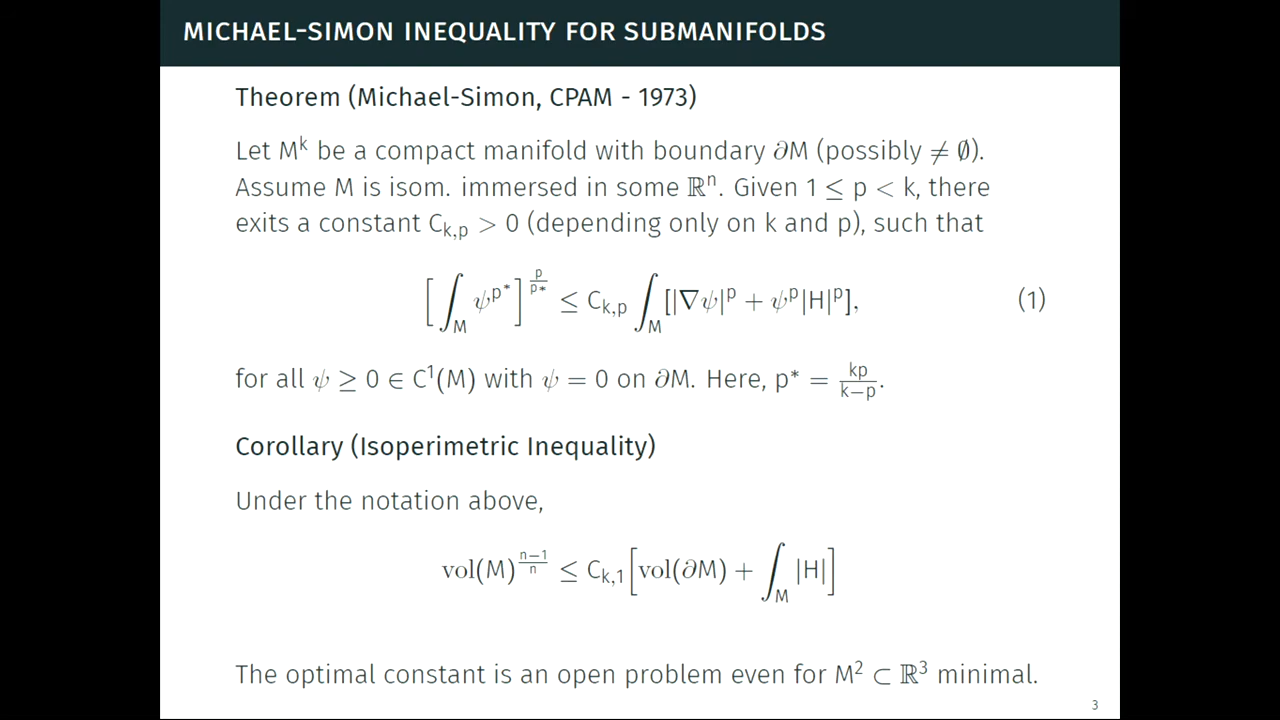 MICHAEL-SIMON INEQUALITY FOR SUBMANIFOLDS
Theorem (Michael-Simon, CPAM - 1973)
Let M^k be a compact manifold with boundary ∂M (possibly ≠ ∅).
Assume M is isom. immersed in some ℝ^n. Given 1 ≤ p < k, there
exits a constant C_{k,p} > 0 (depending only on k and p), such that
[∫_M ψ^{p*}]^{p/p*} ≤ C_{k,p} ∫_M [|∇ψ|^p + ψ^p|H|^p], (1)
for all ψ ≥ 0 ∈ C^1(M) with ψ = 0 on ∂M. Here, p* = kp/(k−p).
Corollary (Isoperimetric Inequality)
Under the notation above,
vol(M)^{(n−1)/n} ≤ C_{k,1} [vol(∂M) + ∫_M |H|]
The optimal constant is an open problem even for M^2 ⊂ ℝ^3 minimal.
3